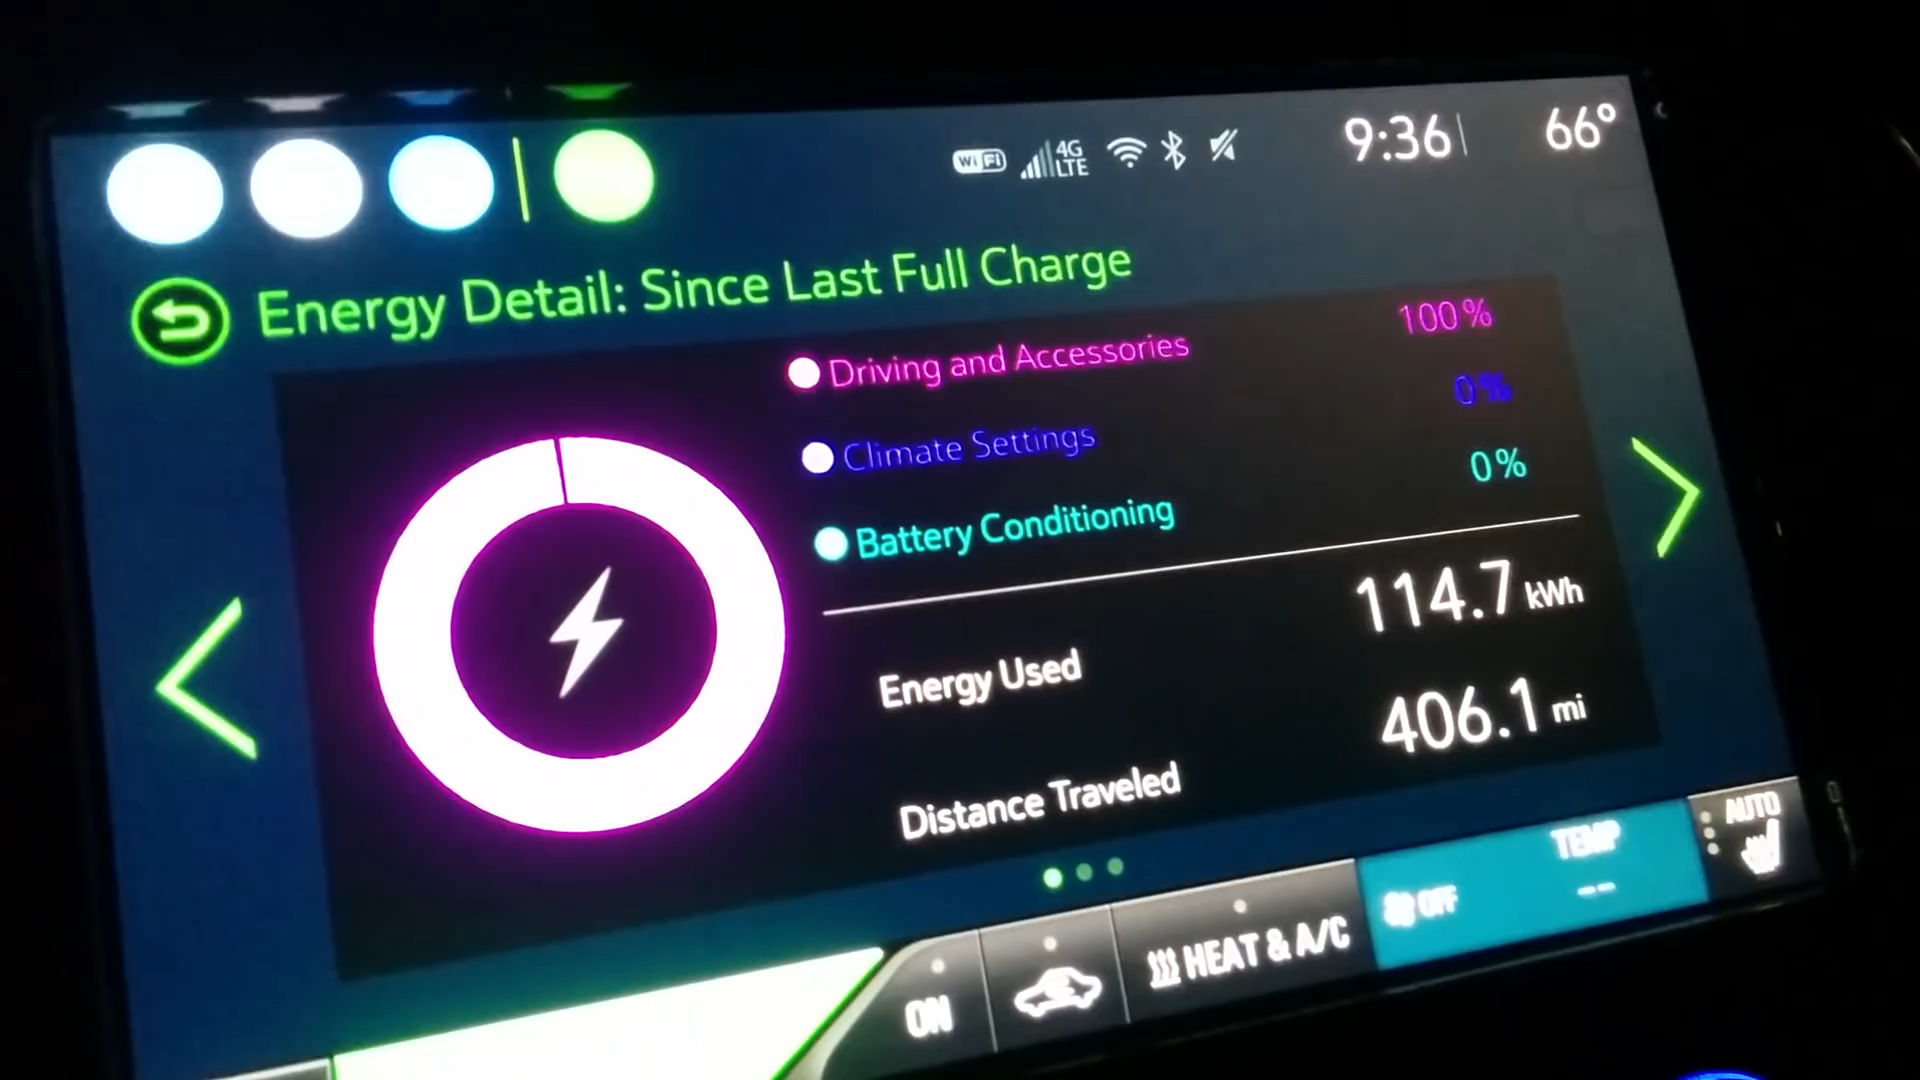 WiFi 4G LTE 9:36 66°
Energy Detail: Since Last Full Charge
Driving and Accessories 100%
Climate Settings 0%
Battery Conditioning 0%
Energy Used 114.7 kWh
Distance Traveled 406.1 mi
ON HEAT & A/C OFF TEMP -- AUTO